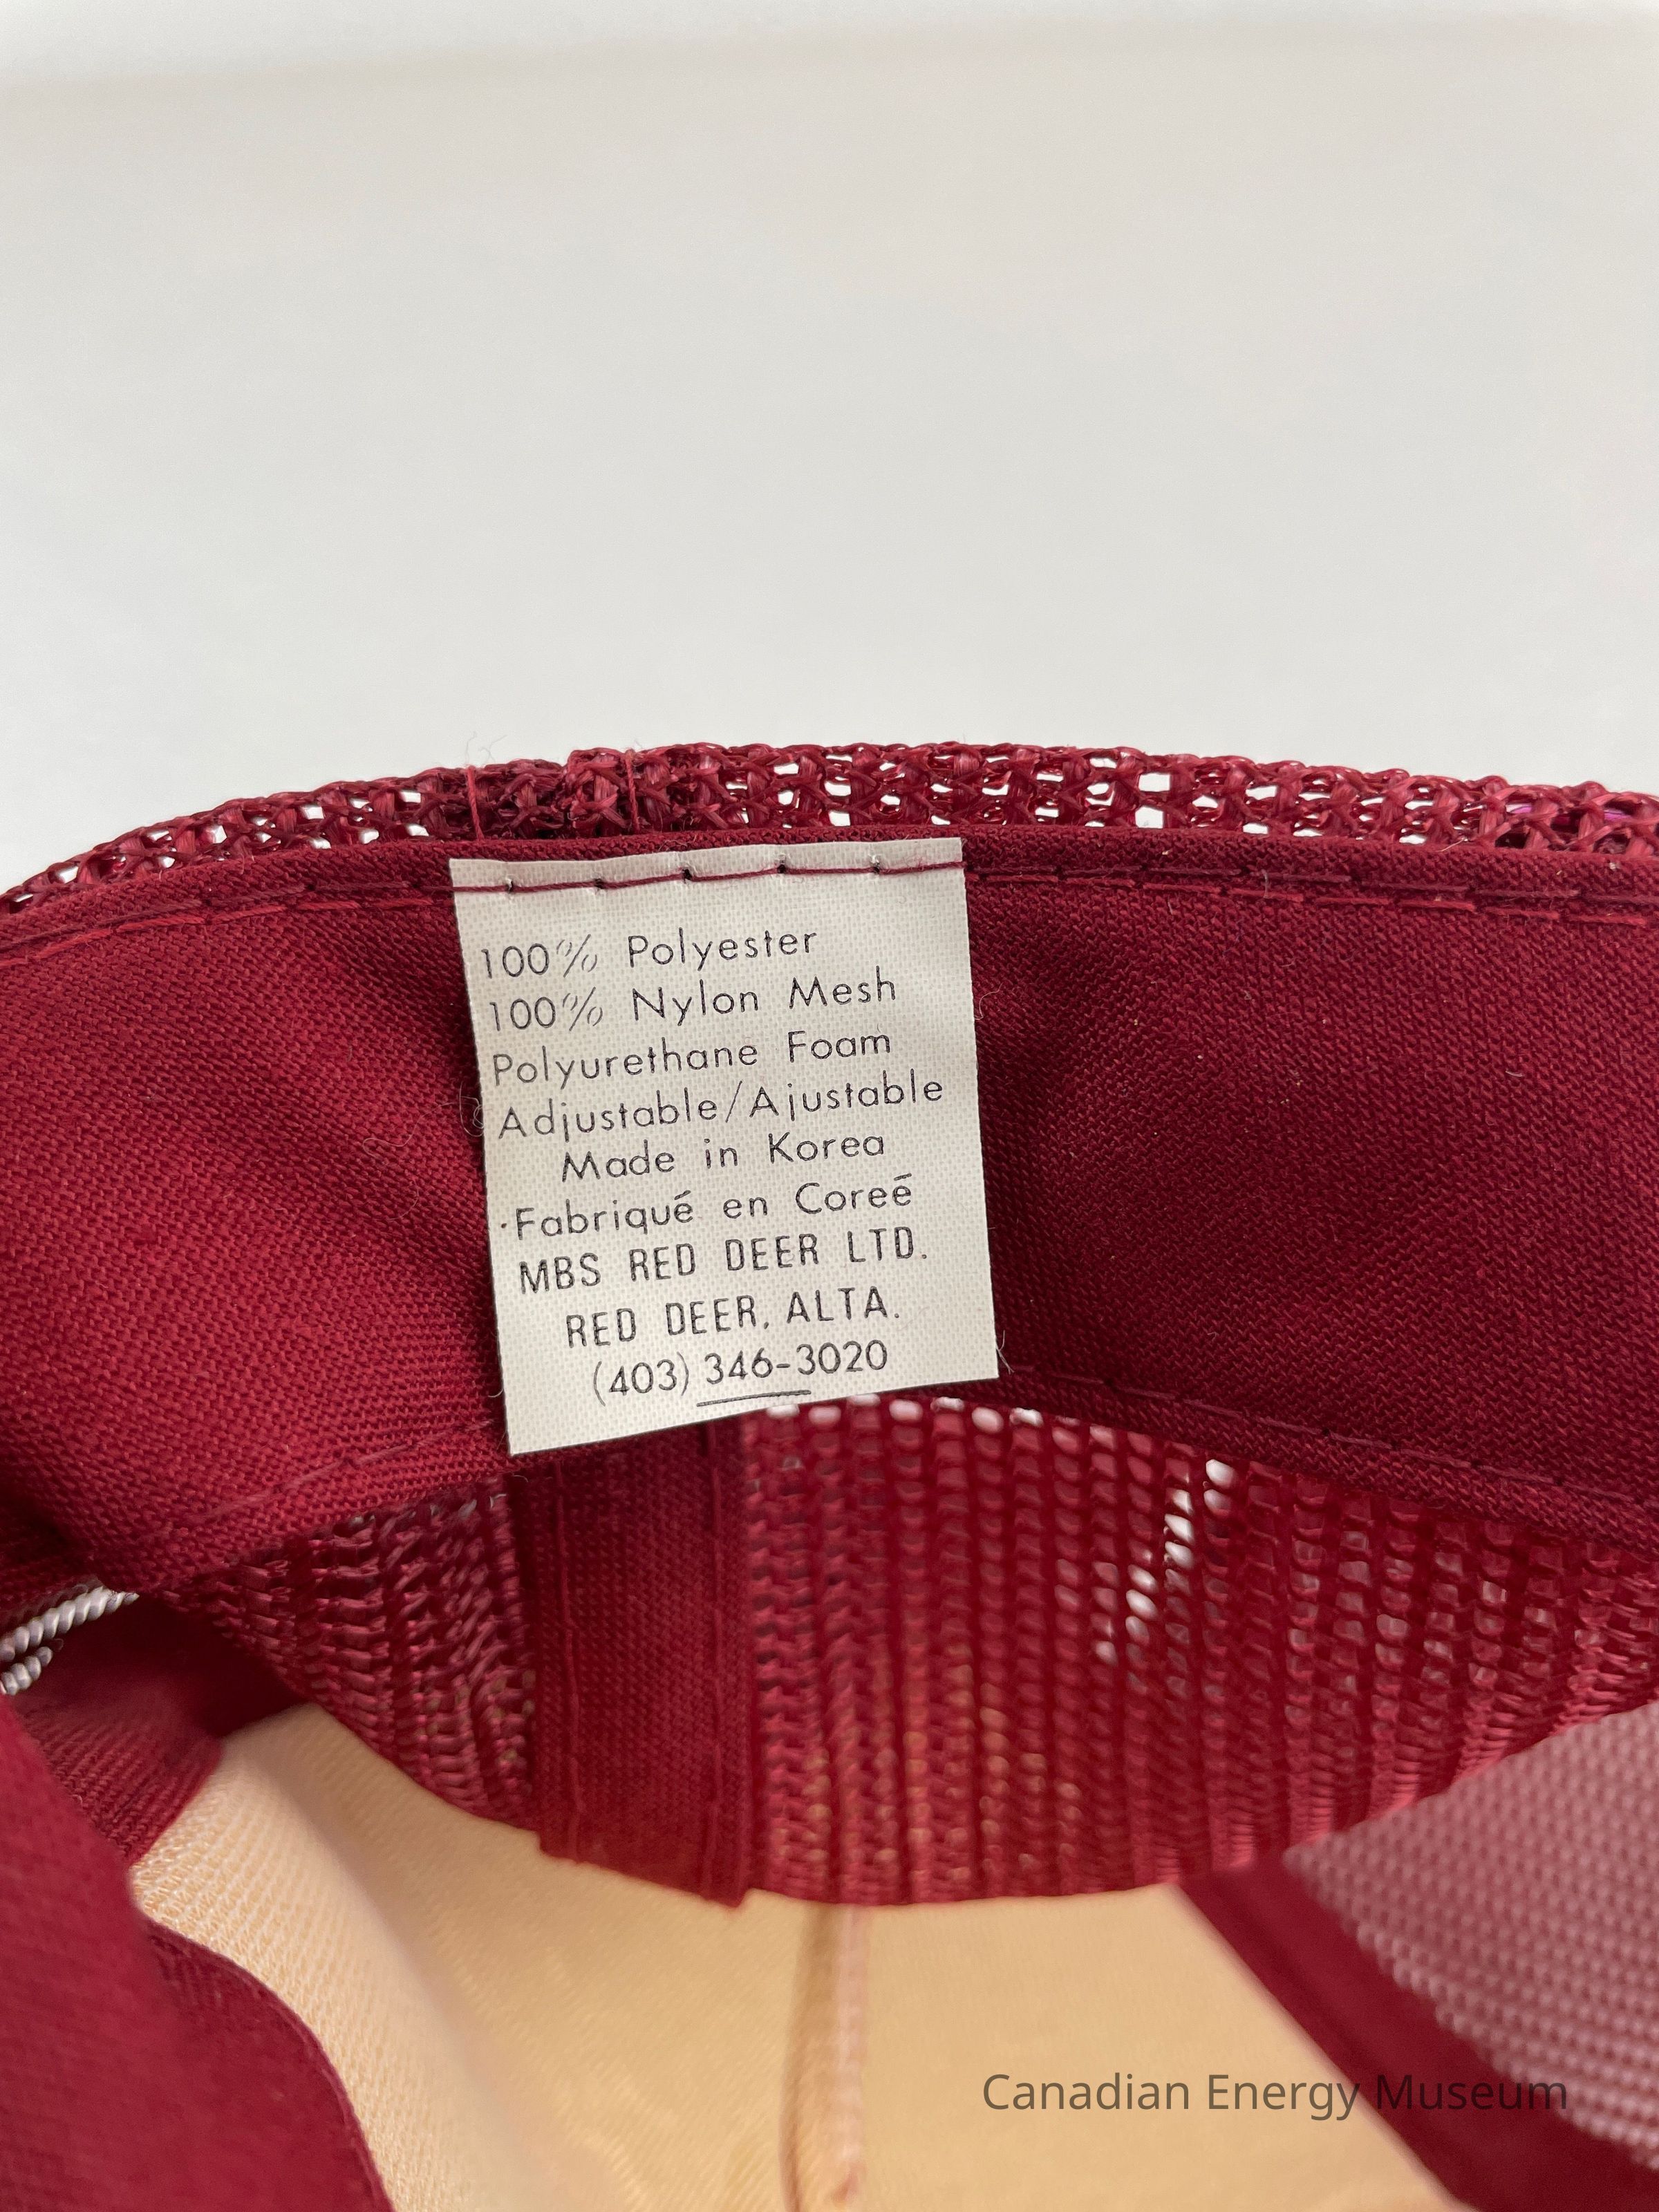 100% Polyester
100% Nylon Mesh
Polyurethane Foam
Adjustable/Ajustable
Made in Korea
Fabriqué en Coreé
MBS RED DEER LTD.
RED DEER, ALTA.
(403) 346-3020
Canadian Energy Museum